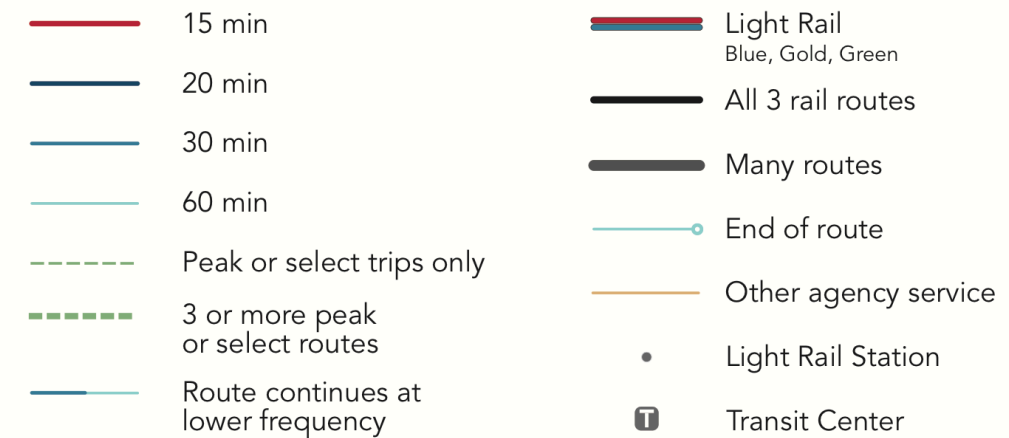 15 min
20 min
30 min
60 min
Peak or select trips only
3 or more peak
or select routes
Route continues at
lower frequency
Light Rail
Blue, Gold, Green
All 3 rail routes
Many routes
End of route
Other agency service
Light Rail Station
T
Transit Center